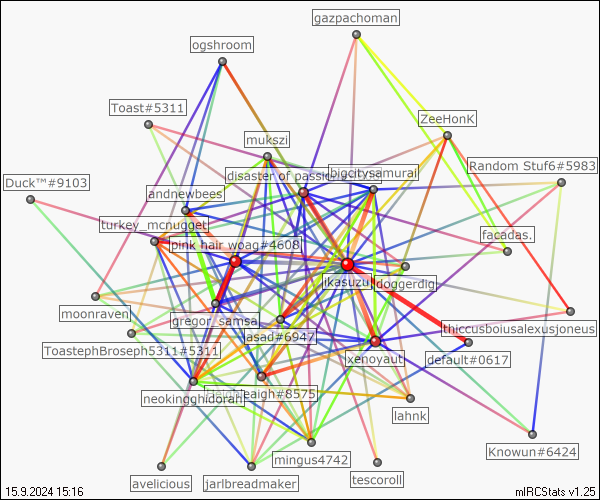 gazpachoman
ogshroom
Toast#5311
ZeeHonK
mukszi
Random Stuf6#5983
disaster of passi
bigcitysamurai
Duck™#9103
andnewbees
turkey_mcnugget
facadas.
pink hair woag#4608
ikasuzu
doggerdig
moonraven
gregor_samsa
thiccusboiusalexusjoneus
jasad#6947
ToastephBroseph5311#5311
xenoyaut
default#0617
neokingghidorah
leigh#8575
lahnk
Knowun#6424
mingus4742
avelicious
jarlbreadmaker
tescoroll
15.9.2024 15:16
mIRCStats v1.25